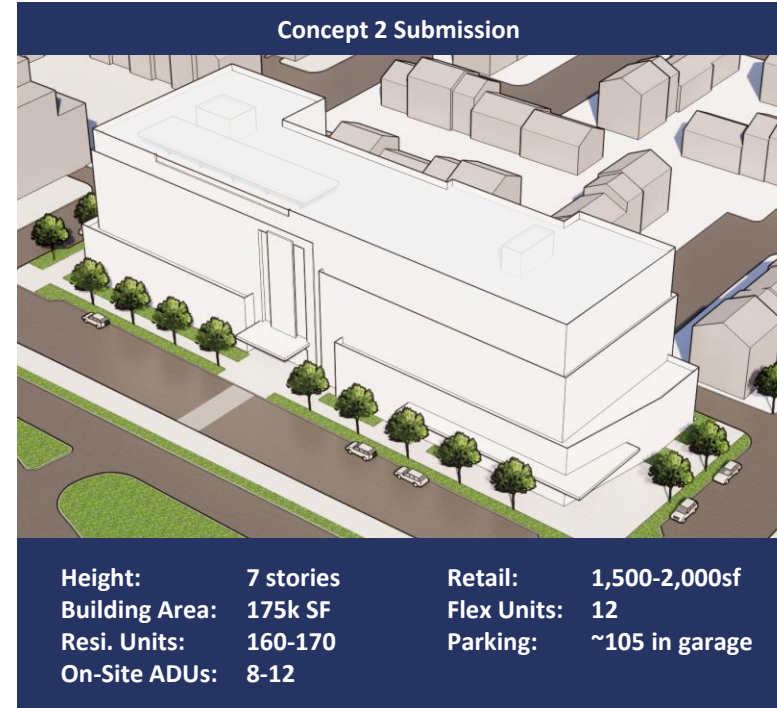 Concept 2 Submission
Height: 7 stories
Building Area: 175k SF
Resi. Units: 160-170
On-Site ADUs: 8-12
Retail: 1,500-2,000sf
Flex Units: 12
Parking: ~105 in garage